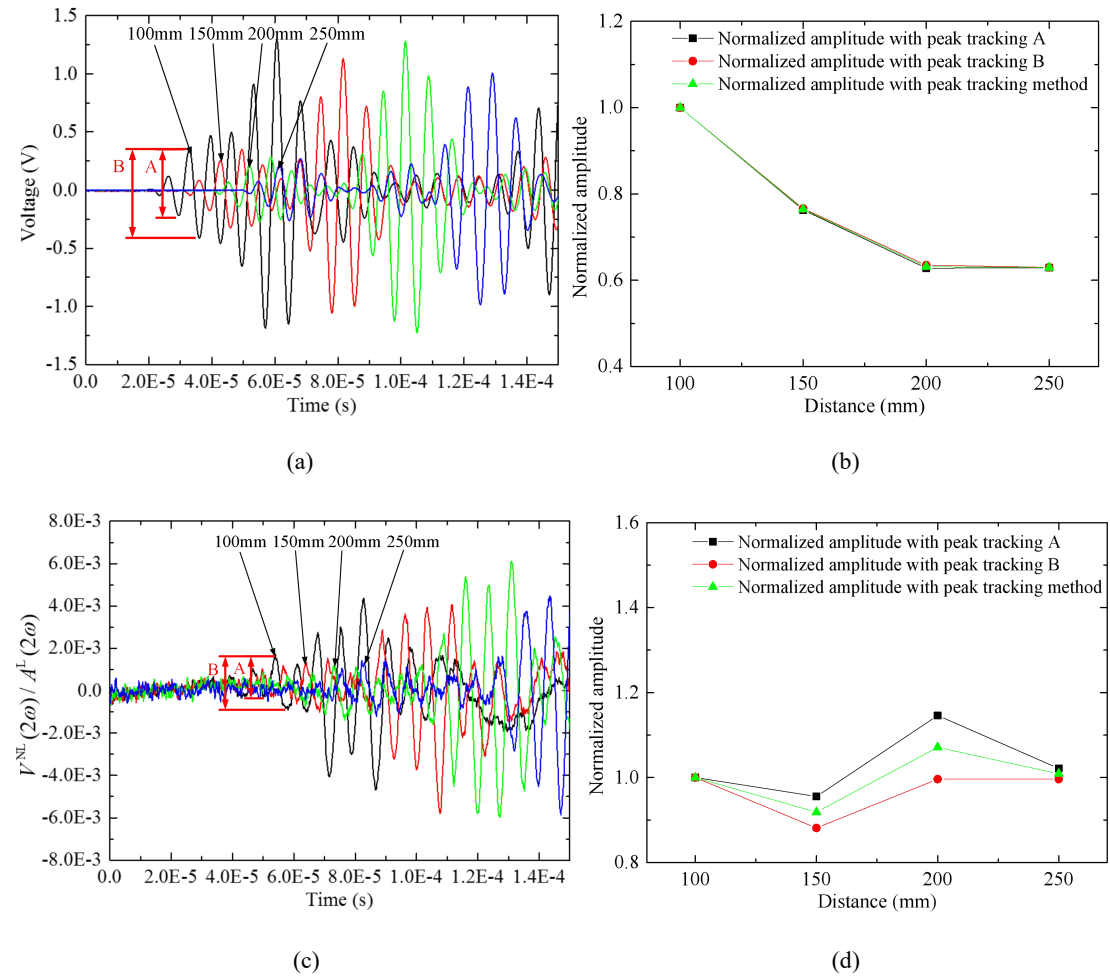 1.5
1.0
0.5
0.0
-0.5
-1.0
-1.5
Voltage (V)
100mm 150mm 200mm 250mm
B A
0.0 2.0E-5 4.0E-5 6.0E-5 8.0E-5 1.0E-4 1.2E-4 1.4E-4
Time (s)
(a)
Normalized amplitude with peak tracking A
Normalized amplitude with peak tracking B
Normalized amplitude with peak tracking method
1.2
1.0
0.8
0.6
0.4
Normalized amplitude
100 150 200 250
Distance (mm)
(b)
8.0E-3
6.0E-3
4.0E-3
2.0E-3
0.0
-2.0E-3
-4.0E-3
-6.0E-3
-8.0E-3
V^NL(2ω) / A^L(2ω)
100mm 150mm 200mm 250mm
B A
0.0 2.0E-5 4.0E-5 6.0E-5 8.0E-5 1.0E-4 1.2E-4 1.4E-4
Time (s)
(c)
Normalized amplitude with peak tracking A
Normalized amplitude with peak tracking B
Normalized amplitude with peak tracking method
1.6
1.4
1.2
1.0
0.8
Normalized amplitude
100 150 200 250
Distance (mm)
(d)